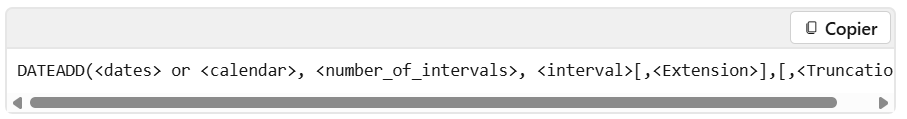 Copier
DATEADD(<dates> or <calendar>, <number_of_intervals>, <interval>[,<Extension>],[,<Truncatio